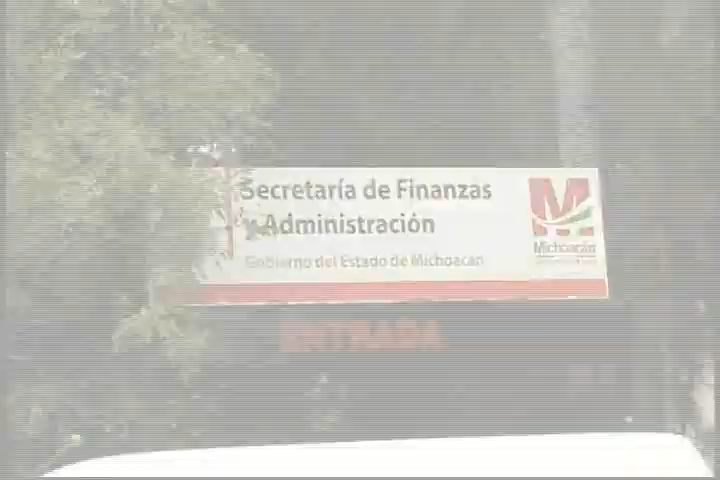 Secretaría de Finanzas
y Administración
Gobierno del Estado de Michoacán
Michoacán
ENTRADA